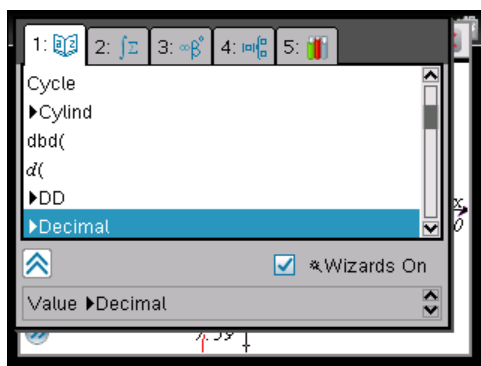 1: 2: ∫Σ 3: ∞β° 4: 5:
Cycle
▶Cylind
dbd(
d(
▶DD
▶Decimal
Wizards On
Value ▶Decimal
x